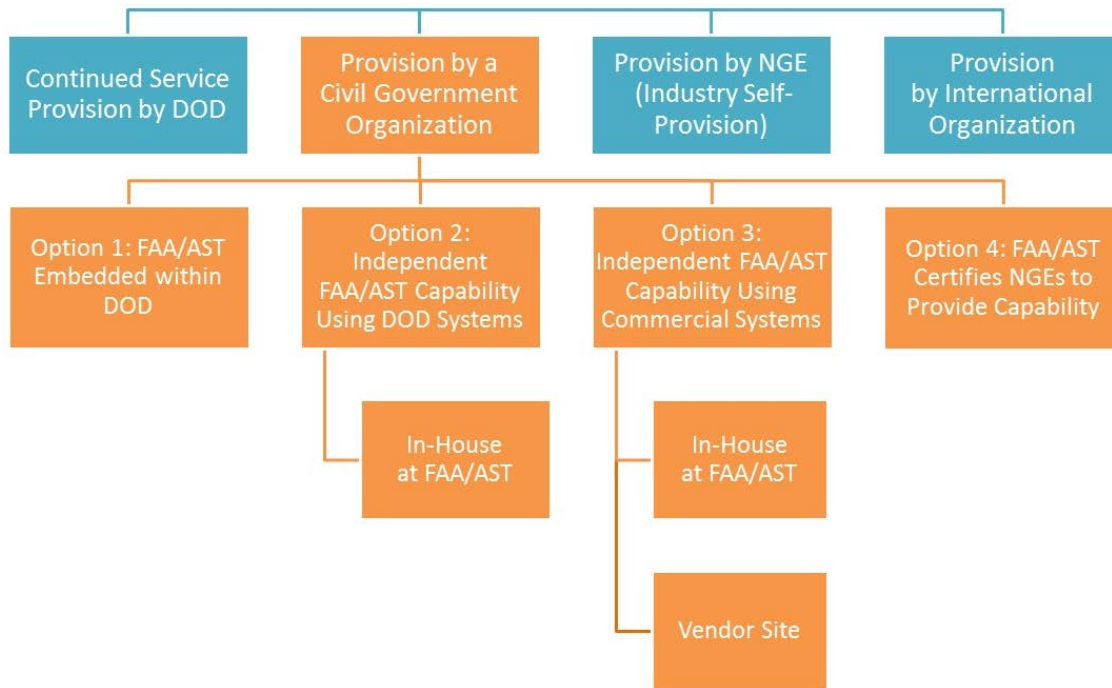 Continued Service
Provision by DOD
Provision by a
Civil Government
Organization
Provision by NGE
(Industry Self-
Provision)
Provision
by International
Organization
Option 1: FAA/AST
Embedded within
DOD
Option 2:
Independent
FAA/AST Capability
Using DOD Systems
Option 3:
Independent FAA/AST
Capability Using
Commercial Systems
Option 4: FAA/AST
Certifies NGEs to
Provide Capability
In-House
at FAA/AST
In-House
at FAA/AST
Vendor Site